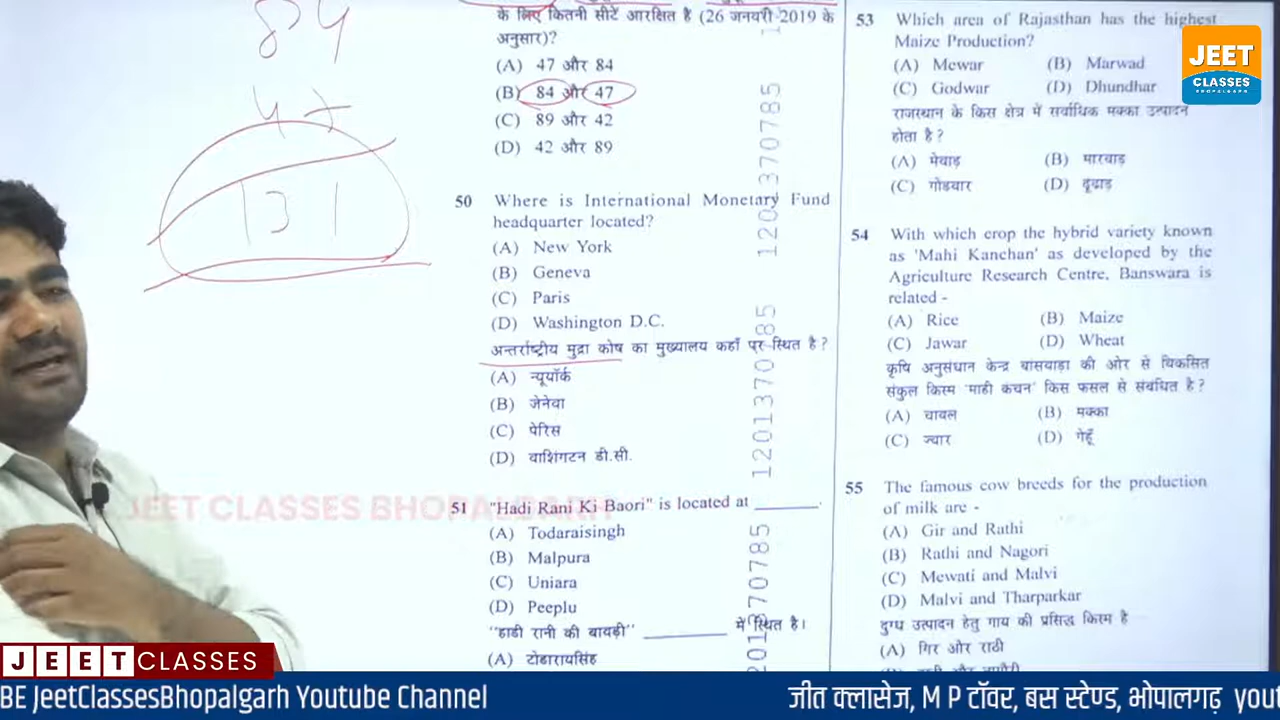 84
47
131
के लिए कितनी सीटें आरक्षित है (26 जनवरी 2019 के
अनुसार)?
(A) 47 और 84
(B) 84 और 47
(C) 89 और 42
(D) 42 और 89
50 Where is International Monetary Fund
headquarter located?
(A) New York
(B) Geneva
(C) Paris
(D) Washington D.C.
अन्तर्राष्ट्रीय मुद्रा कोष का मुख्यालय कहाँ पर स्थित है?
(A) न्यूयॉर्क
(B) जेनेवा
(C) पेरिस
(D) वाशिंगटन डी.सी.
51 "Hadi Rani Ki Baori" is located at ______.
(A) Todaraisingh
(B) Malpura
(C) Uniara
(D) Peeplu
"हाडी रानी की बावड़ी" ______ में स्थित है।
(A) टोडारायसिंह
53 Which area of Rajasthan has the highest
Maize Production?
(A) Mewar (B) Marwad
(C) Godwar (D) Dhundhar
राजस्थान के किस क्षेत्र में सर्वाधिक मक्का उत्पादन
होता है?
(A) मेवाड़ (B) मारवाड़
(C) गोडवार (D) ढूढाड़
54 With which crop the hybrid variety known
as 'Mahi Kanchan' as developed by the
Agriculture Research Centre, Banswara is
related -
(A) Rice (B) Maize
(C) Jawar (D) Wheat
कृषि अनुसंधान केन्द्र बांसवाड़ा की ओर से विकसित
संकुल किस्म 'माही कंचन' किस फसल से संबंधित है?
(A) चावल (B) मक्का
(C) ज्वार (D) गेहूँ
55 The famous cow breeds for the production
of milk are -
(A) Gir and Rathi
(B) Rathi and Nagori
(C) Mewati and Malvi
(D) Malvi and Tharparkar
दुग्ध उत्पादन हेतु गाय की प्रसिद्ध किस्म है
(A) गिर और राठी
1201370785
1201370785
JEET
CLASSES
BHOPALGARH
JEET CLASSES BHOPALGARH
JEET CLASSES
BE JeetClassesBhopalgarh Youtube Channel
जीत क्लासेज, M P टॉवर, बस स्टेण्ड, भोपालगढ़ yout